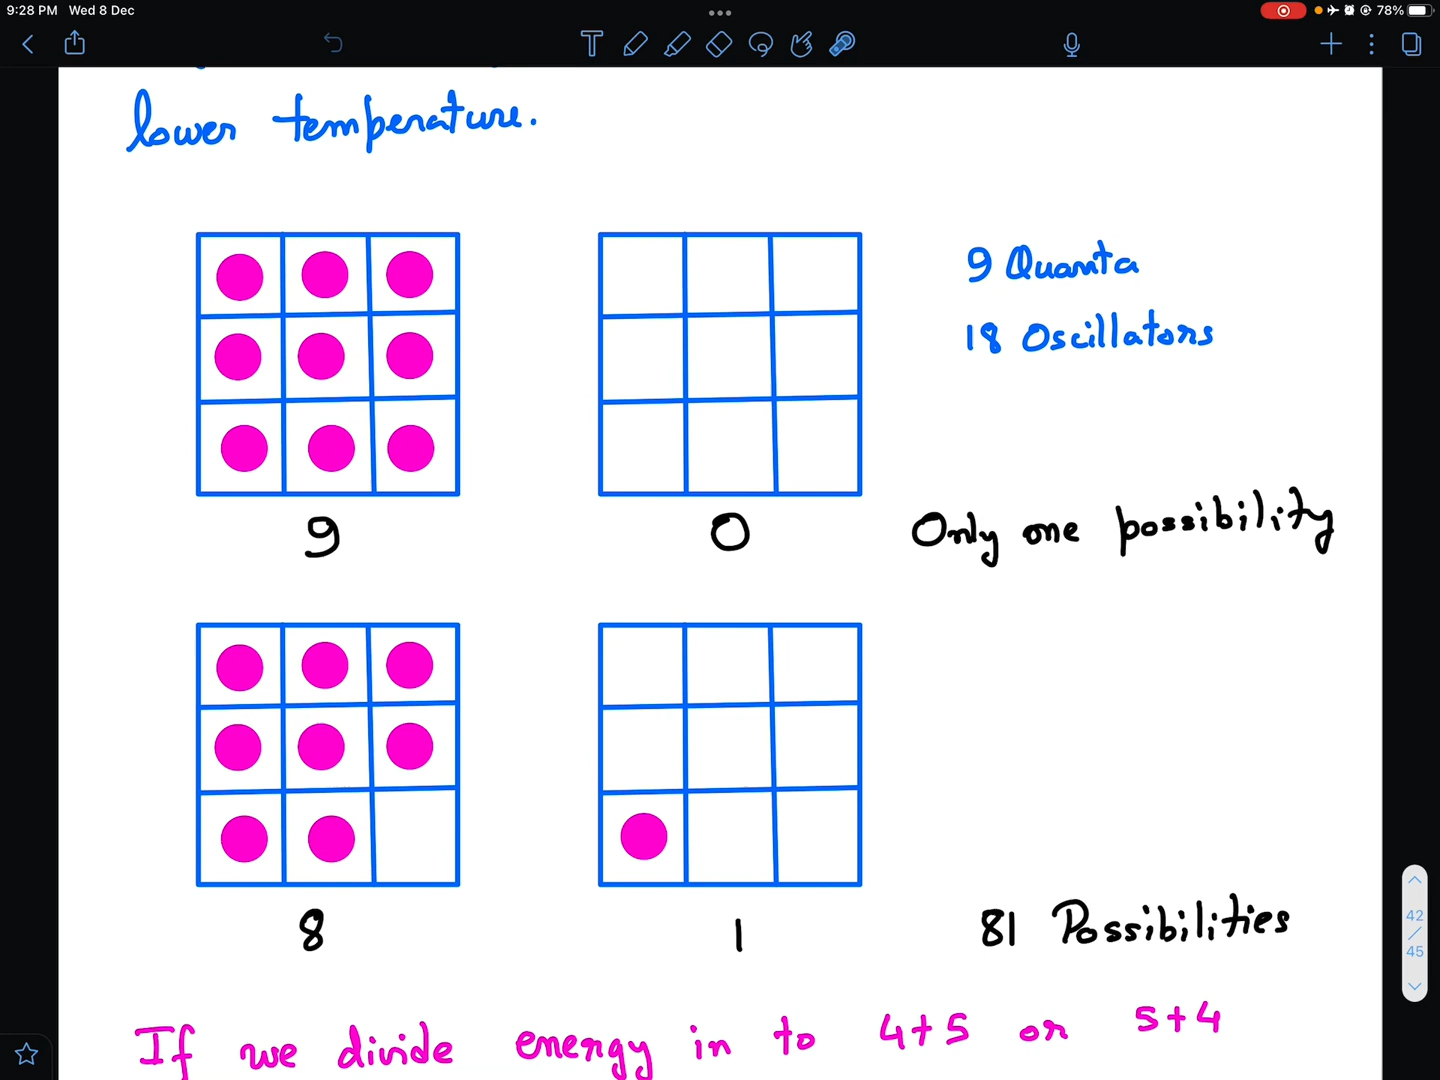 9:28 PM Wed 8 Dec
78%
lower temperature.
9 Quanta
18 Oscillators
9
0
Only one possibility
8
1
81 Possibilities
42
/
45
If we divide energy in to 4+5 or 5+4